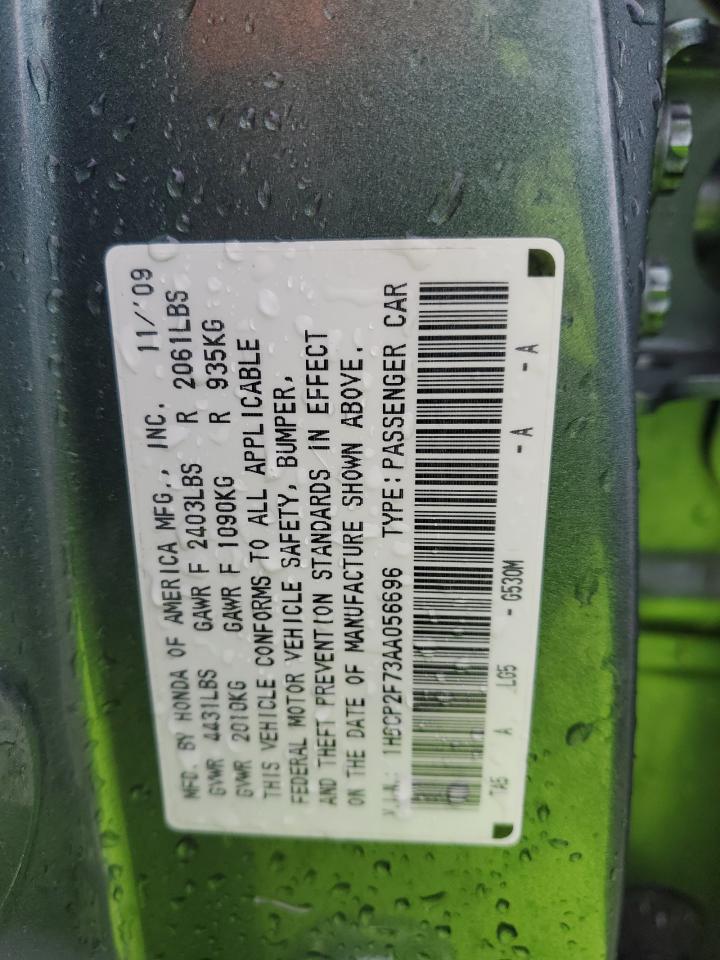 MFD. BY HONDA OF AMERICA MFG., INC. 11/'09
GVWR 4431LBS GAWR F 2403LBS R 2061LBS
GVWR 2010KG GAWR F 1090KG R 935KG
THIS VEHICLE CONFORMS TO ALL APPLICABLE
FEDERAL MOTOR VEHICLE SAFETY, BUMPER,
AND THEFT PREVENTION STANDARDS IN EFFECT
ON THE DATE OF MANUFACTURE SHOWN ABOVE.
V.I.N.: 1HGCP2F73AA056696 TYPE:PASSENGER CAR
TA5 A LG5 - G530M - A - A